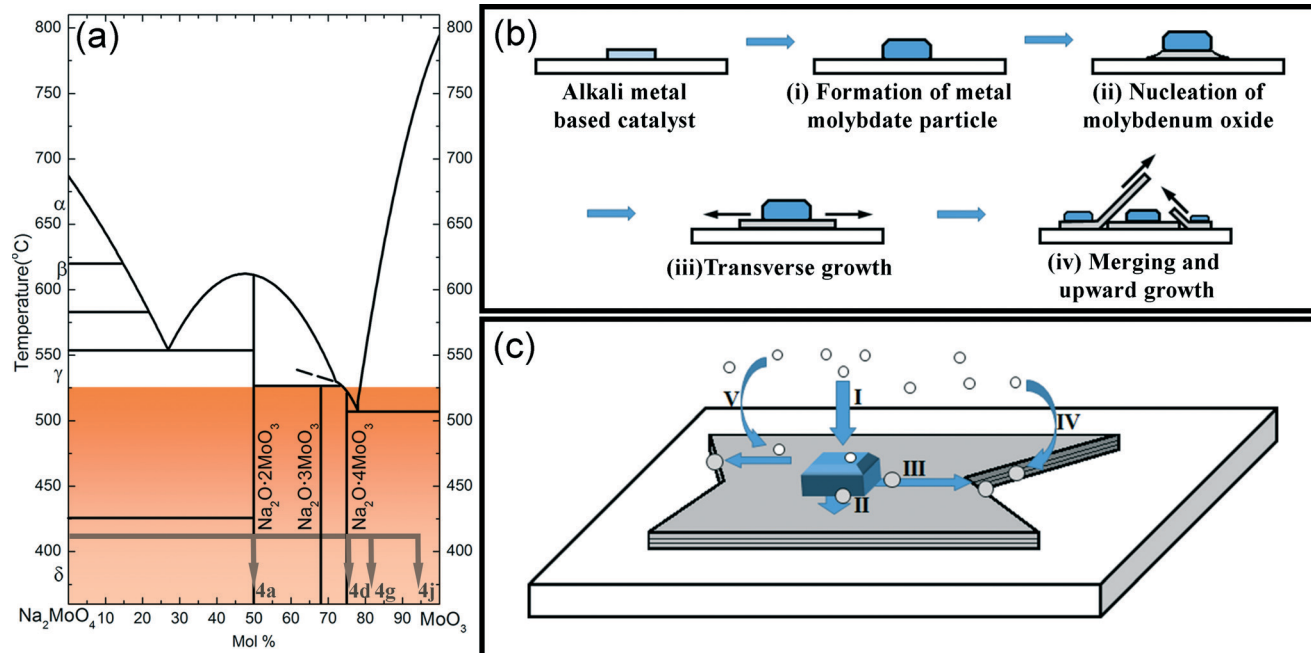 (a)
800
750
700
650
600
550
500
450
400
800
750
700
650
600
550
500
450
400
Temperature(°C)
α
β
γ
δ
Na₂O·2MoO₃
Na₂O·3MoO₃
Na₂O·4MoO₃
4a
4d
4g
4j
Na₂MoO₄
10
20
30
40
50
60
70
80
90
MoO₃
Mol %
(b)
Alkali metal
based catalyst
(i) Formation of metal
molybdate particle
(ii) Nucleation of
molybdenum oxide
(iii)Transverse growth
(iv) Merging and
upward growth
(c)
V
I
IV
III
II